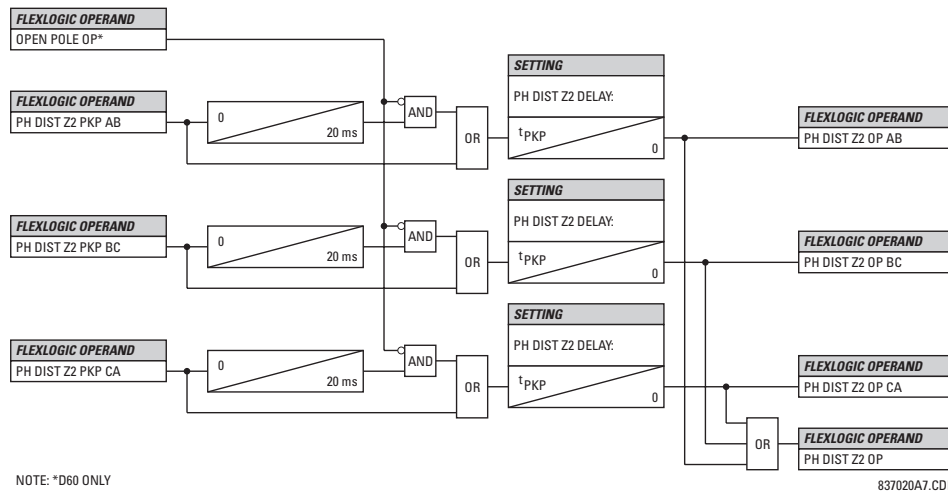 FLEXLOGIC OPERAND
OPEN POLE OP*
FLEXLOGIC OPERAND
PH DIST Z2 PKP AB
0
20 ms
AND
OR
SETTING
PH DIST Z2 DELAY:
tPKP
0
FLEXLOGIC OPERAND
PH DIST Z2 OP AB
FLEXLOGIC OPERAND
PH DIST Z2 PKP BC
0
20 ms
AND
OR
SETTING
PH DIST Z2 DELAY:
tPKP
0
FLEXLOGIC OPERAND
PH DIST Z2 OP BC
FLEXLOGIC OPERAND
PH DIST Z2 PKP CA
0
20 ms
AND
OR
SETTING
PH DIST Z2 DELAY:
tPKP
0
FLEXLOGIC OPERAND
PH DIST Z2 OP CA
OR
FLEXLOGIC OPERAND
PH DIST Z2 OP
NOTE: *D60 ONLY
837020A7.CD